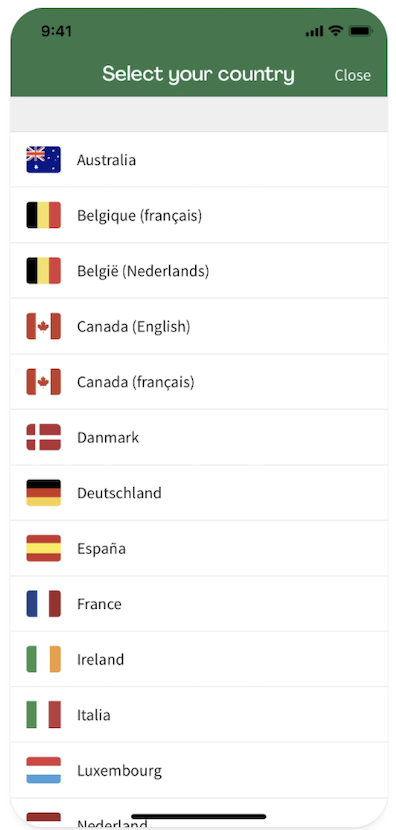 9:41
Select your country
Close
Australia
Belgique (français)
België (Nederlands)
Canada (English)
Canada (français)
Danmark
Deutschland
España
France
Ireland
Italia
Luxembourg
Nederland